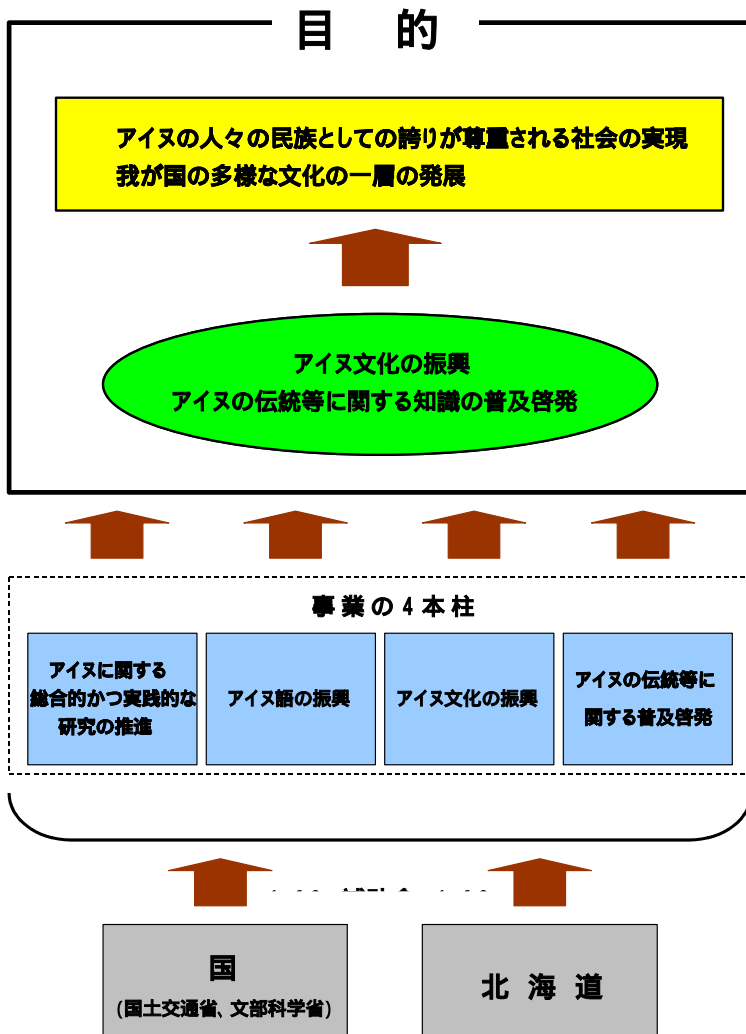 目 的
アイヌの人々の民族としての誇りが尊重される社会の実現
我が国の多様な文化の一層の発展
アイヌ文化の振興
アイヌの伝統等に関する知識の普及啓発
事業の4本柱
アイヌに関する
総合的かつ実践的な
研究の推進
アイヌ語の振興
アイヌ文化の振興
アイヌの伝統等に
関する普及啓発
国
(国土交通省、文部科学省)
北 海 道